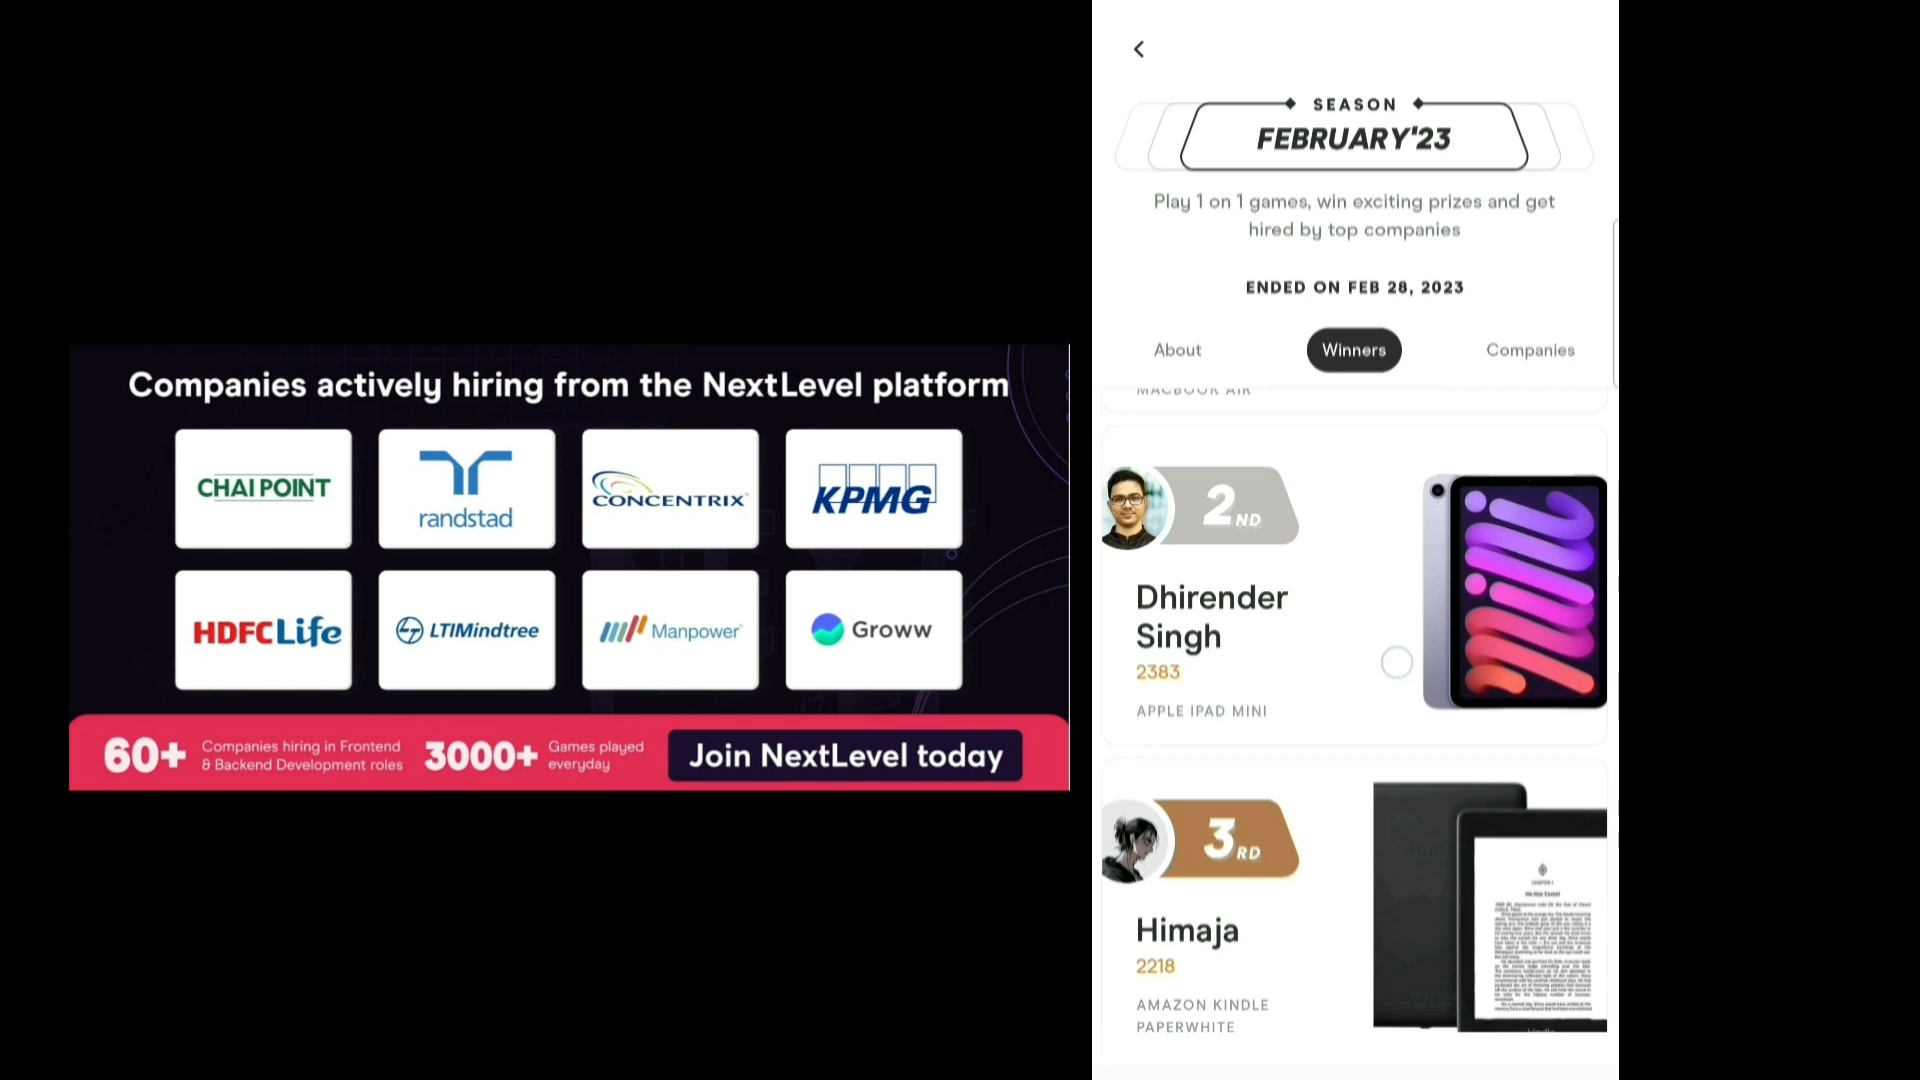 Companies actively hiring from the NextLevel platform
CHAI POINT
randstad
CONCENTRIX
KPMG
HDFC Life
LTIMindtree
Manpower
Groww
60+
Companies hiring in Frontend
& Backend Development roles
3000+
Games played
everyday
Join NextLevel today
SEASON
FEBRUARY'23
Play 1 on 1 games, win exciting prizes and get
hired by top companies
ENDED ON FEB 28, 2023
About
Winners
Companies
MACBOOK AIR
2ND
Dhirender
Singh
2383
APPLE IPAD MINI
3RD
Himaja
2218
AMAZON KINDLE
PAPERWHITE